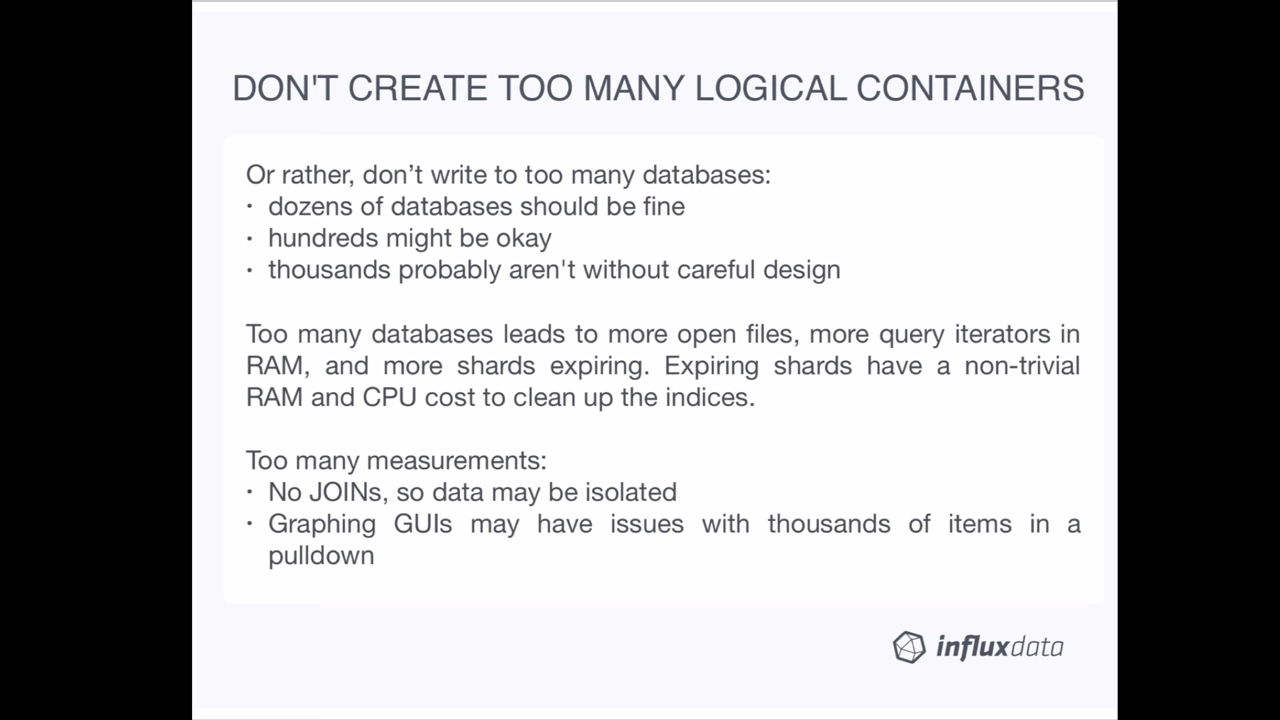 DON'T CREATE TOO MANY LOGICAL CONTAINERS
Or rather, don’t write to too many databases:
· dozens of databases should be fine
· hundreds might be okay
· thousands probably aren't without careful design
Too many databases leads to more open files, more query iterators in
RAM, and more shards expiring. Expiring shards have a non-trivial
RAM and CPU cost to clean up the indices.
Too many measurements:
· No JOINs, so data may be isolated
· Graphing GUIs may have issues with thousands of items in a
pulldown
influxdata